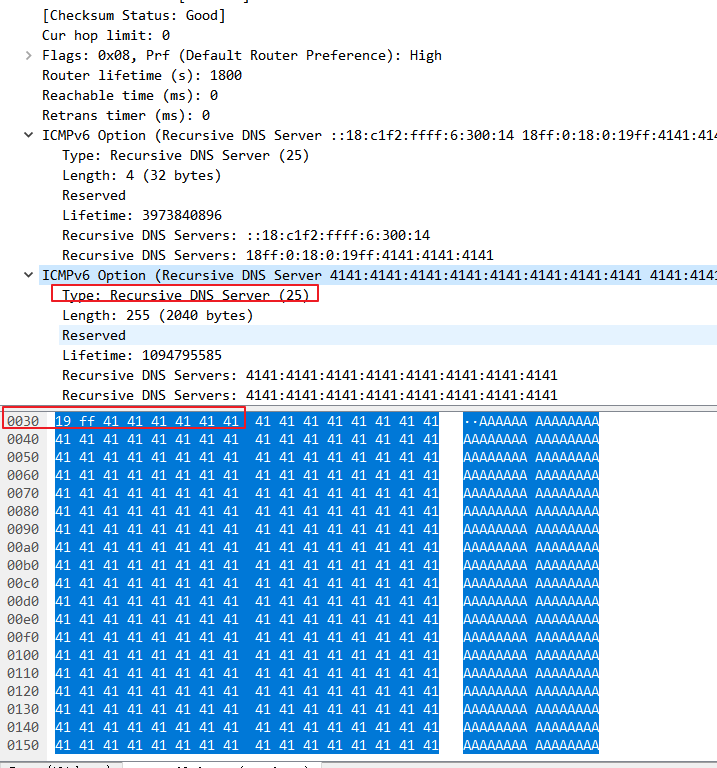 [Checksum Status: Good]
Cur hop limit: 0
Flags: 0x08, Prf (Default Router Preference): High
Router lifetime (s): 1800
Reachable time (ms): 0
Retrans timer (ms): 0
ICMPv6 Option (Recursive DNS Server ::18:c1f2:ffff:6:300:14 18ff:0:18:0:19ff:4141:414
Type: Recursive DNS Server (25)
Length: 4 (32 bytes)
Reserved
Lifetime: 3973840896
Recursive DNS Servers: ::18:c1f2:ffff:6:300:14
Recursive DNS Servers: 18ff:0:18:0:19ff:4141:4141:4141
ICMPv6 Option (Recursive DNS Server 4141:4141:4141:4141:4141:4141:4141:4141 4141:4141
Type: Recursive DNS Server (25)
Length: 255 (2040 bytes)
Reserved
Lifetime: 1094795585
Recursive DNS Servers: 4141:4141:4141:4141:4141:4141:4141:4141
Recursive DNS Servers: 4141:4141:4141:4141:4141:4141:4141:4141
0030 19 ff 41 41 41 41 41 41 41 41 41 41 41 41 41 41 ··AAAAAA AAAAAAAA
0040 41 41 41 41 41 41 41 41 41 41 41 41 41 41 41 41 AAAAAAAA AAAAAAAA
0050 41 41 41 41 41 41 41 41 41 41 41 41 41 41 41 41 AAAAAAAA AAAAAAAA
0060 41 41 41 41 41 41 41 41 41 41 41 41 41 41 41 41 AAAAAAAA AAAAAAAA
0070 41 41 41 41 41 41 41 41 41 41 41 41 41 41 41 41 AAAAAAAA AAAAAAAA
0080 41 41 41 41 41 41 41 41 41 41 41 41 41 41 41 41 AAAAAAAA AAAAAAAA
0090 41 41 41 41 41 41 41 41 41 41 41 41 41 41 41 41 AAAAAAAA AAAAAAAA
00a0 41 41 41 41 41 41 41 41 41 41 41 41 41 41 41 41 AAAAAAAA AAAAAAAA
00b0 41 41 41 41 41 41 41 41 41 41 41 41 41 41 41 41 AAAAAAAA AAAAAAAA
00c0 41 41 41 41 41 41 41 41 41 41 41 41 41 41 41 41 AAAAAAAA AAAAAAAA
00d0 41 41 41 41 41 41 41 41 41 41 41 41 41 41 41 41 AAAAAAAA AAAAAAAA
00e0 41 41 41 41 41 41 41 41 41 41 41 41 41 41 41 41 AAAAAAAA AAAAAAAA
00f0 41 41 41 41 41 41 41 41 41 41 41 41 41 41 41 41 AAAAAAAA AAAAAAAA
0100 41 41 41 41 41 41 41 41 41 41 41 41 41 41 41 41 AAAAAAAA AAAAAAAA
0110 41 41 41 41 41 41 41 41 41 41 41 41 41 41 41 41 AAAAAAAA AAAAAAAA
0120 41 41 41 41 41 41 41 41 41 41 41 41 41 41 41 41 AAAAAAAA AAAAAAAA
0130 41 41 41 41 41 41 41 41 41 41 41 41 41 41 41 41 AAAAAAAA AAAAAAAA
0140 41 41 41 41 41 41 41 41 41 41 41 41 41 41 41 41 AAAAAAAA AAAAAAAA
0150 41 41 41 41 41 41 41 41 41 41 41 41 41 41 41 41 AAAAAAAA AAAAAAAA